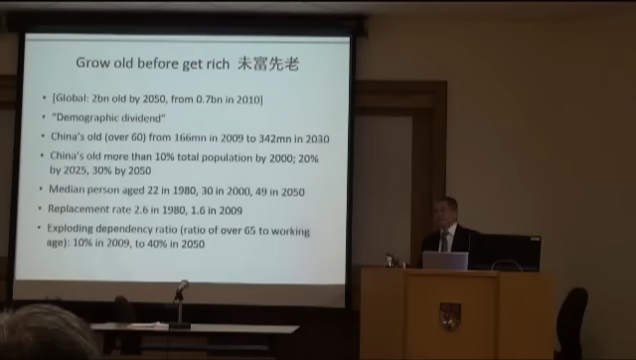 Grow old before get rich 未富先老
• [Global: 2bn old by 2050, from 0.7bn in 2010]
• "Demographic dividend"
• China's old (over 60) from 166mn in 2009 to 342mn in 2030
• China's old more than 10% total population by 2000; 20%
by 2025, 30% by 2050
• Median person aged 22 in 1980, 30 in 2000, 49 in 2050
• Replacement rate 2.6 in 1980, 1.6 in 2009
• Exploding dependency ratio (ratio of over 65 to working
age): 10% in 2009, to 40% in 2050